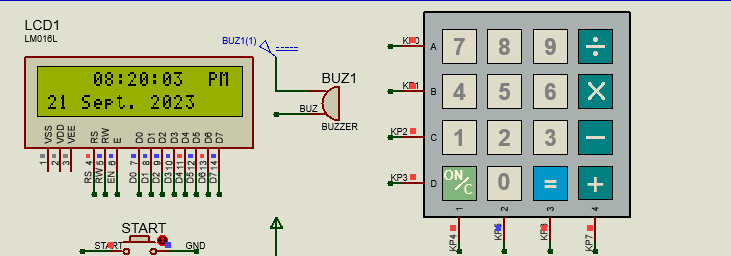 LCD1
LM016L
08:20:03 PM
21 Sept. 2023
VSS
VDD
VEE
RS
RW
E
D0
D1
D2
D3
D4
D5
D6
D7
1
2
3
4
5
6
7
8
9
10
11
12
13
14
RS
RW
EN
D0
D1
D2
D3
D4
D5
D6
D7
BUZ1(1)
BUZ1
BUZ
BUZZER
START
START
GND
KP0
KP1
KP2
KP3
A
B
C
D
7 8 9 ÷
4 5 6 ×
1 2 3 −
ON/C 0 = +
1 2 3 4
KP4
KP5
KP6
KP7